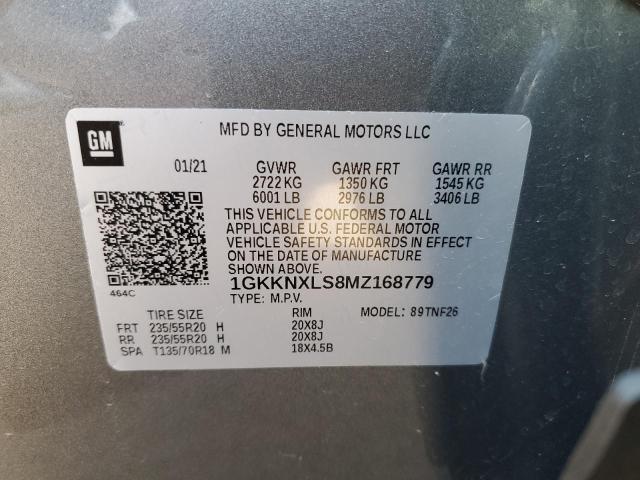 GM
MFD BY GENERAL MOTORS LLC
01/21 GVWR GAWR FRT GAWR RR
2722 KG 1350 KG 1545 KG
6001 LB 2976 LB 3406 LB
THIS VEHICLE CONFORMS TO ALL
APPLICABLE U.S. FEDERAL MOTOR
VEHICLE SAFETY STANDARDS IN EFFECT
ON THE DATE OF MANUFACTURE
SHOWN ABOVE.
464C
1GKKNXLS8MZ168779
TYPE: M.P.V.
TIRE SIZE RIM MODEL: 89TNF26
FRT 235/55R20 H 20X8J
RR 235/55R20 H 20X8J
SPA T135/70R18 M 18X4.5B